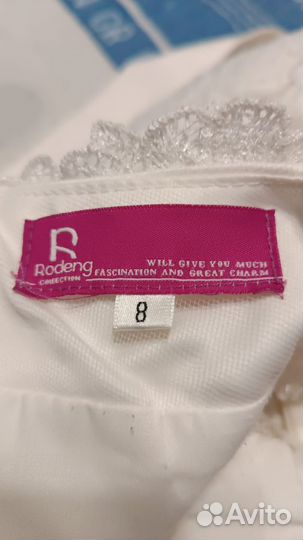 R
Rodeng
COLLECTION
WILL GIVE YOU MUCH
FASCINATION AND GREAT CHARM
8
Avito